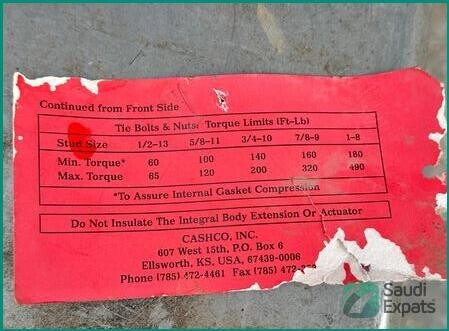 Continued from Front Side
Tie Bolts & Nuts: Torque Limits (Ft-Lb)
Stud Size 1/2-13 5/8-11 3/4-10 7/8-9 1-8
Min. Torque* 60 100 140 160 180
Max. Torque 65 120 200 320 490
*To Assure Internal Gasket Compression
Do Not Insulate The Integral Body Extension Or Actuator
CASHCO, INC.
607 West 15th, P.O. Box 6
Ellsworth, KS, USA, 67439-0006
Phone (785) 472-4461 Fax (785) 472-
Saudi
Expats